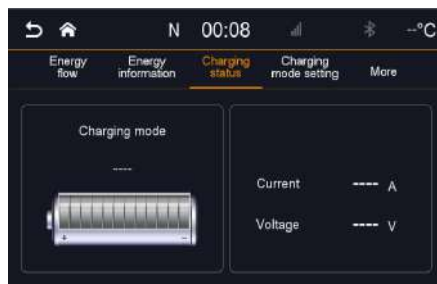 N 00:08 --°C
Energy flow
Energy information
Charging status
Charging mode setting
More
Charging mode
----
+ -
Current ---- A
Voltage ---- V